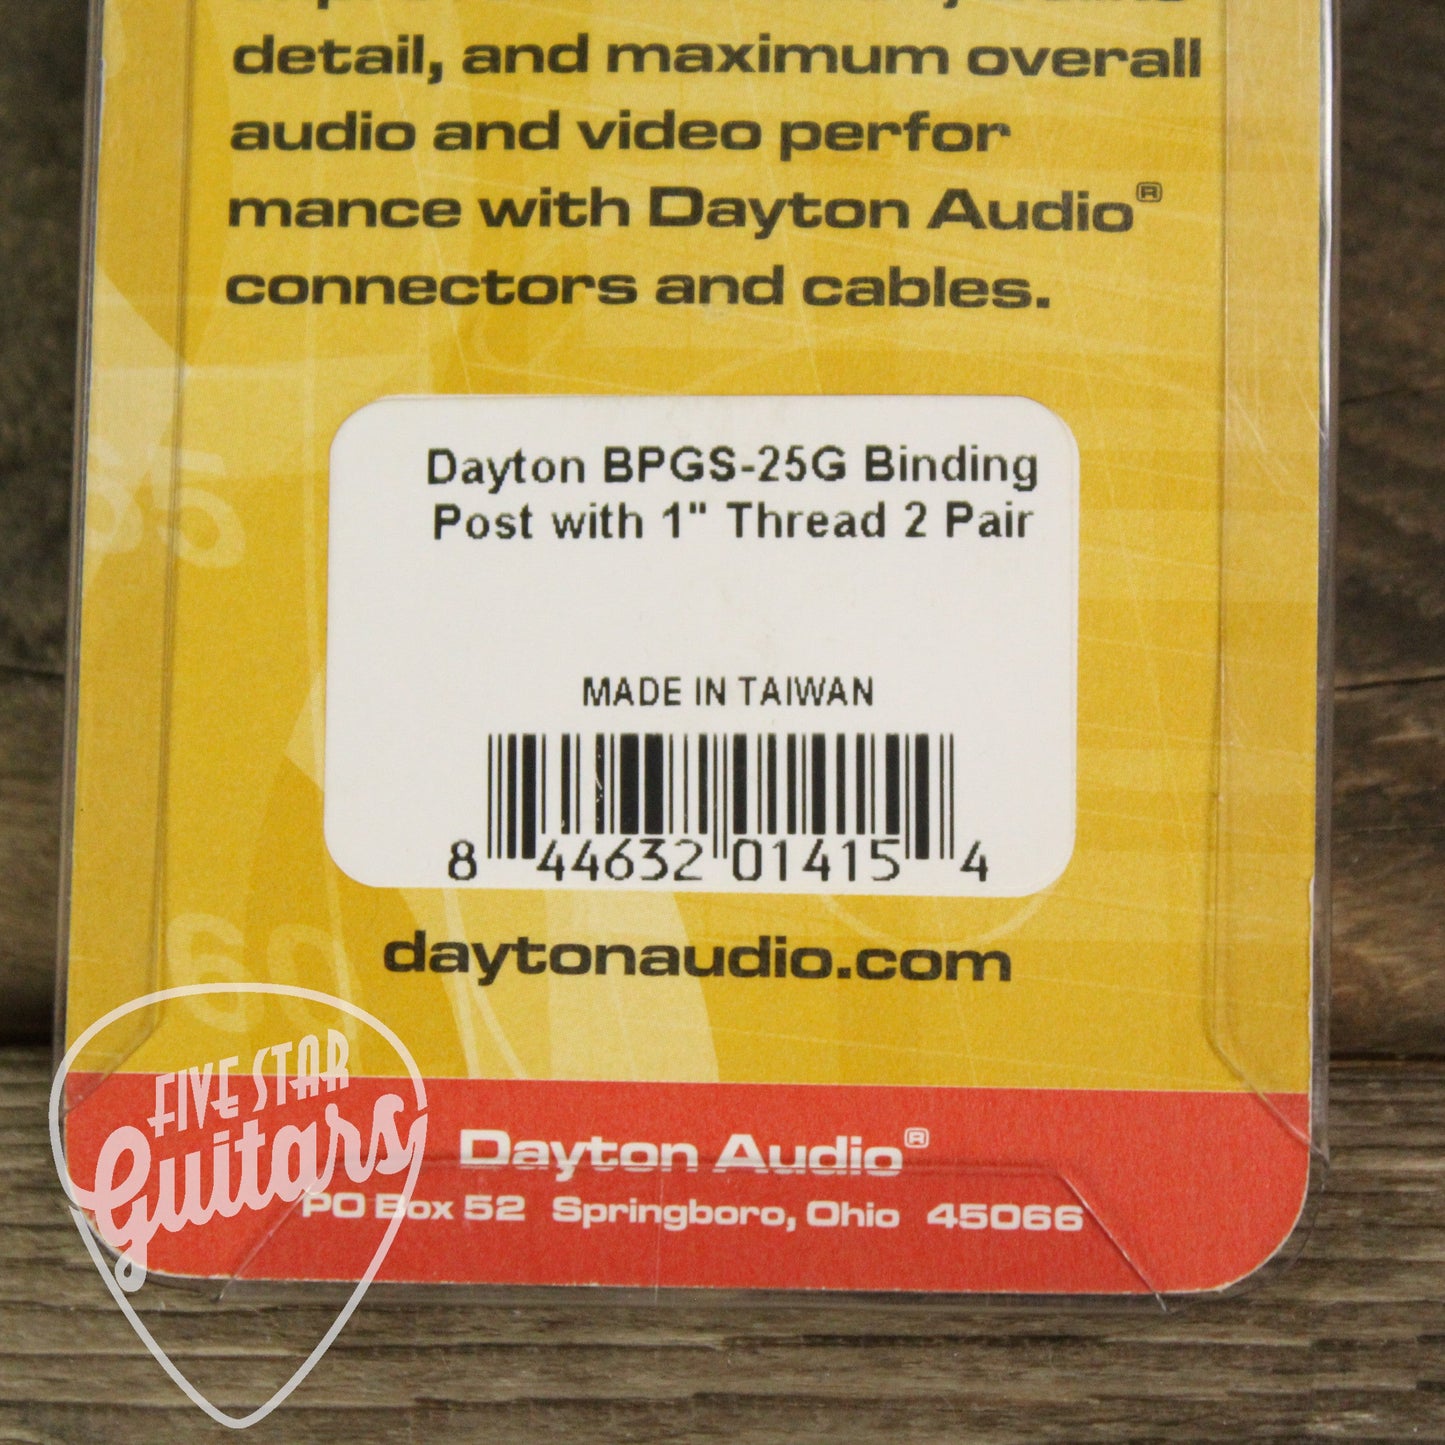 detail, and maximum overall
audio and video perfor
mance with Dayton Audio®
connectors and cables.
Dayton BPGS-25G Binding
Post with 1" Thread 2 Pair
MADE IN TAIWAN
8 44632 01415 4
daytonaudio.com
Dayton Audio®
PO Box 52 Springboro, Ohio 45066
FIVE STAR
Guitars